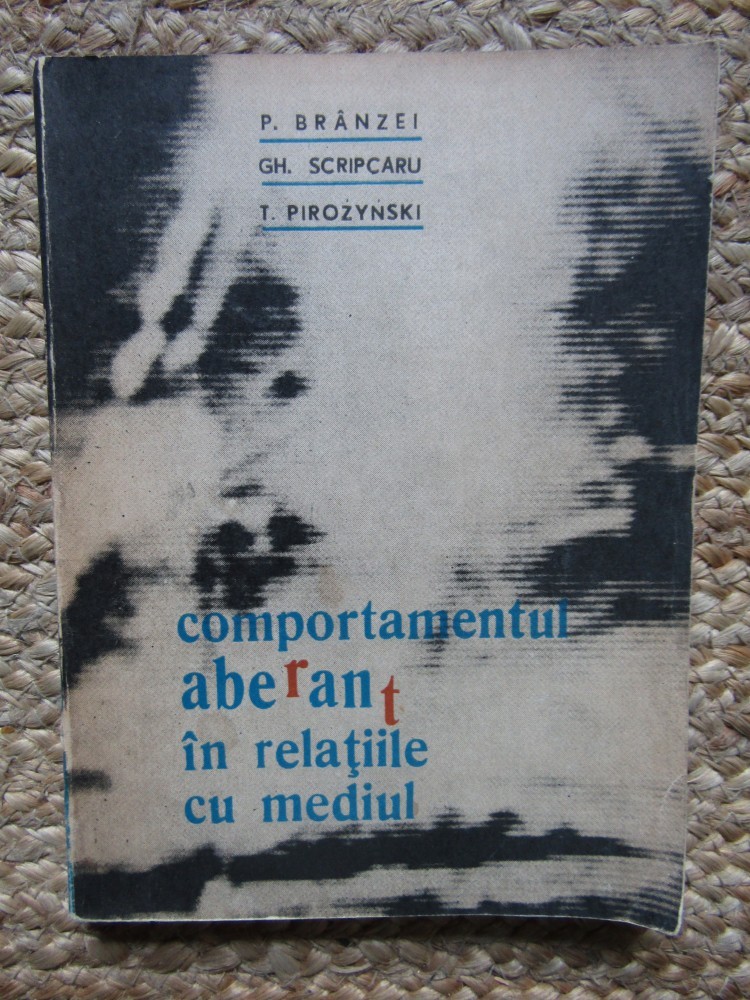 P. BRÂNZEI
GH. SCRIPCARU
T. PIROŻYŃSKI
comportamentul
aberant
în relaţiile
cu mediul